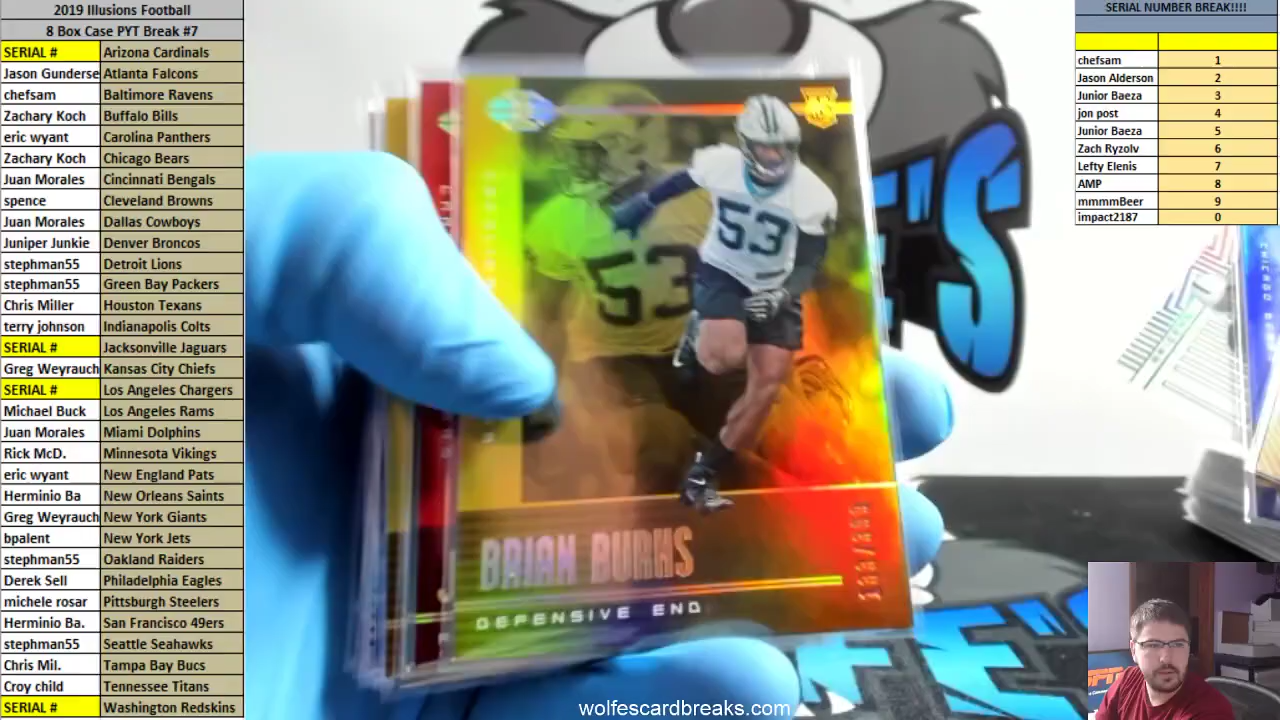 2019 Illusions Football
8 Box Case PYT Break #7
SERIAL # Arizona Cardinals
Jason Gunderse Atlanta Falcons
chefsam Baltimore Ravens
Zachary Koch Buffalo Bills
eric wyant Carolina Panthers
Zachary Koch Chicago Bears
Juan Morales Cincinnati Bengals
spence Cleveland Browns
Juan Morales Dallas Cowboys
Juniper Junkie Denver Broncos
stephman55 Detroit Lions
stephman55 Green Bay Packers
Chris Miller Houston Texans
terry johnson Indianapolis Colts
SERIAL # Jacksonville Jaguars
Greg Weyrauch Kansas City Chiefs
SERIAL # Los Angeles Chargers
Michael Buck Los Angeles Rams
Juan Morales Miami Dolphins
Rick McD. Minnesota Vikings
eric wyant New England Pats
Herminio Ba New Orleans Saints
Greg Weyrauch New York Giants
bpalent New York Jets
stephman55 Oakland Raiders
Derek Sell Philadelphia Eagles
michele rosar Pittsburgh Steelers
Herminio Ba. San Francisco 49ers
stephman55 Seattle Seahawks
Chris Mil. Tampa Bay Bucs
Croy child Tennessee Titans
SERIAL # Washington Redskins
53
53
BRIAN BURNS
DEFENSIVE END
SERIAL NUMBER BREAK!!!!
chefsam 1
Jason Alderson 2
Junior Baeza 3
jon post 4
Junior Baeza 5
Zach Ryzolv 6
Lefty Elenis 7
AMP 8
mmmmBeer 9
impact2187 0
CHICAGO
wolfescardbreaks.com